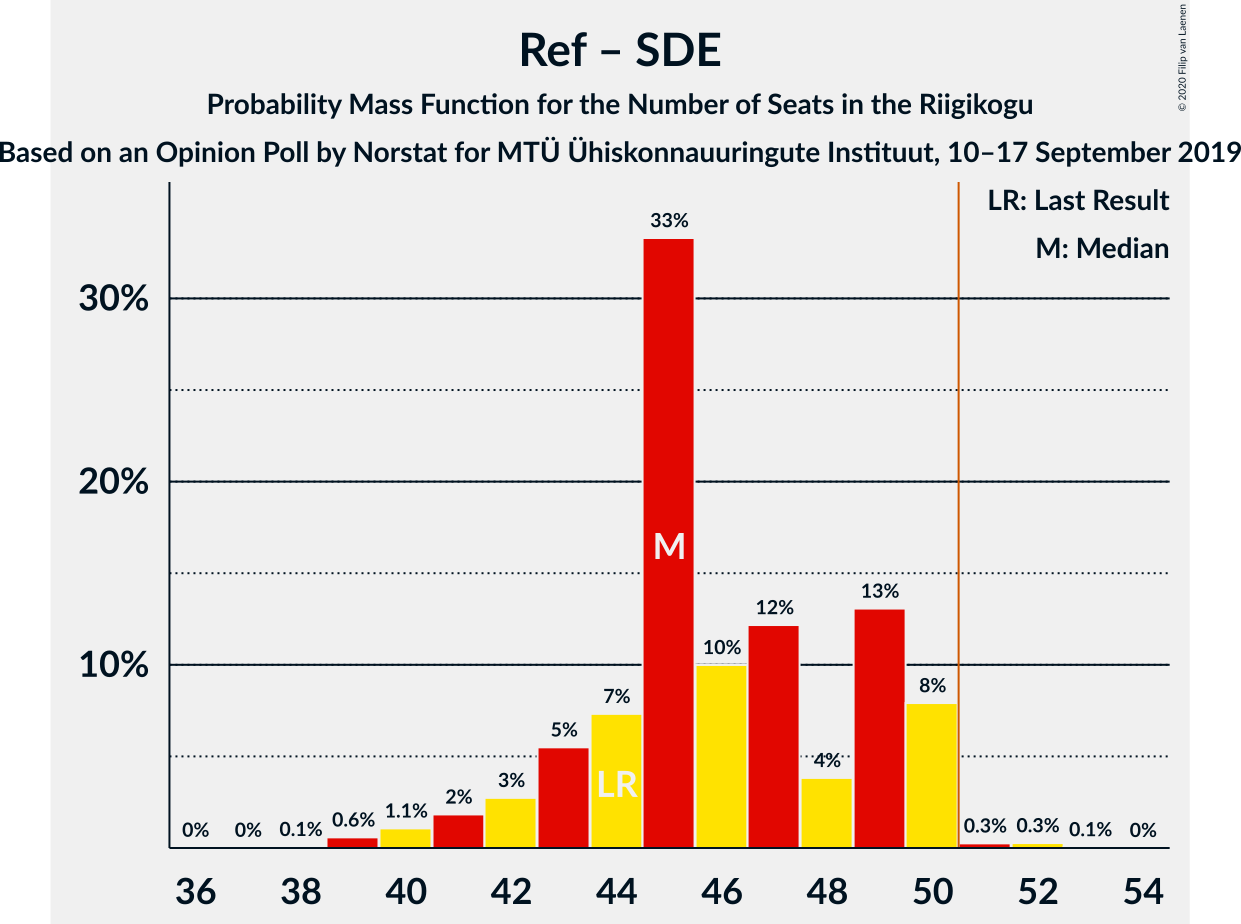 Ref – SDE
Probability Mass Function for the Number of Seats in the Riigikogu
Based on an Opinion Poll by Norstat for MTÜ Ühiskonnauuringute Instituut, 10–17 September 2019
© 2020 Filip van Laenen
LR: Last Result
M: Median
30%
20%
10%
0% 0% 0.1% 0.6% 1.1% 2% 3% 5% 7% 33% 10% 12% 4% 13% 8% 0.3% 0.3% 0.1% 0%
M
LR
36 38 40 42 44 46 48 50 52 54